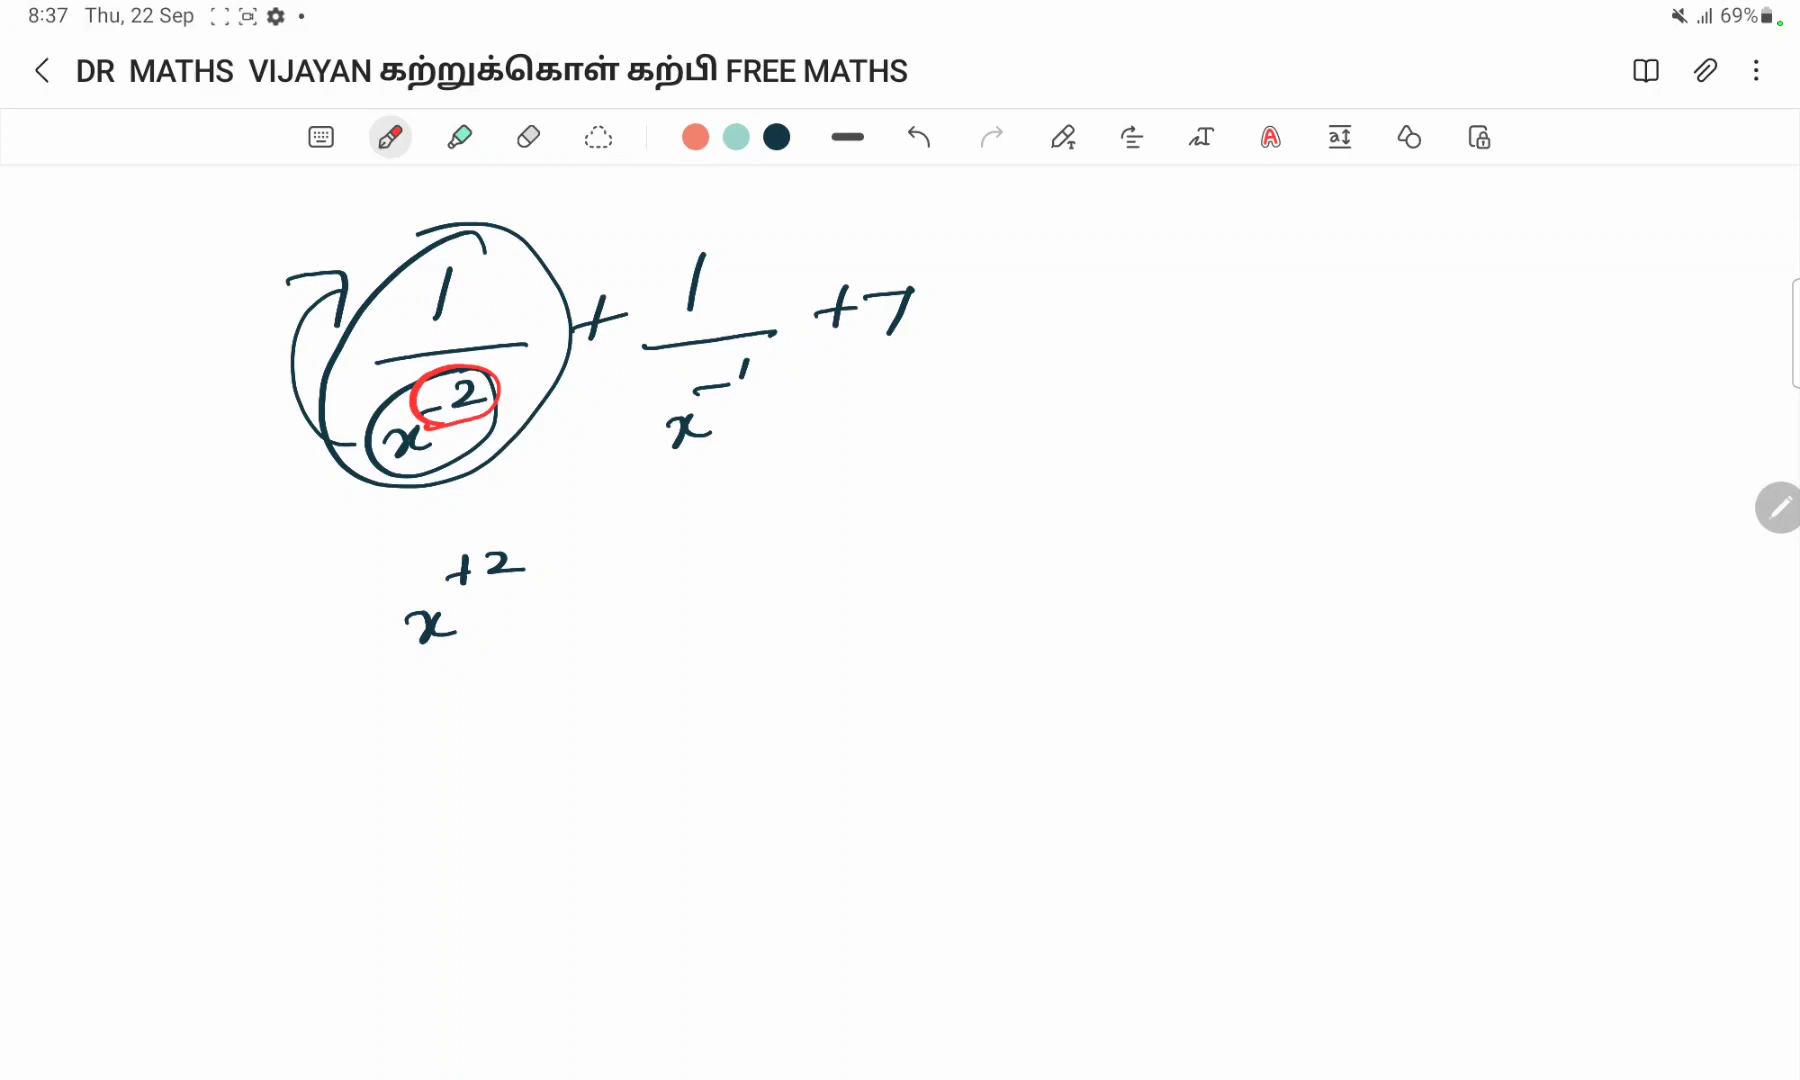 8:37 Thu, 22 Sep 69%
DR MATHS VIJAYAN கற்றுக்கொள் கற்பி FREE MATHS
1/x^-2 + 1/x^-1 + 7
x^+2